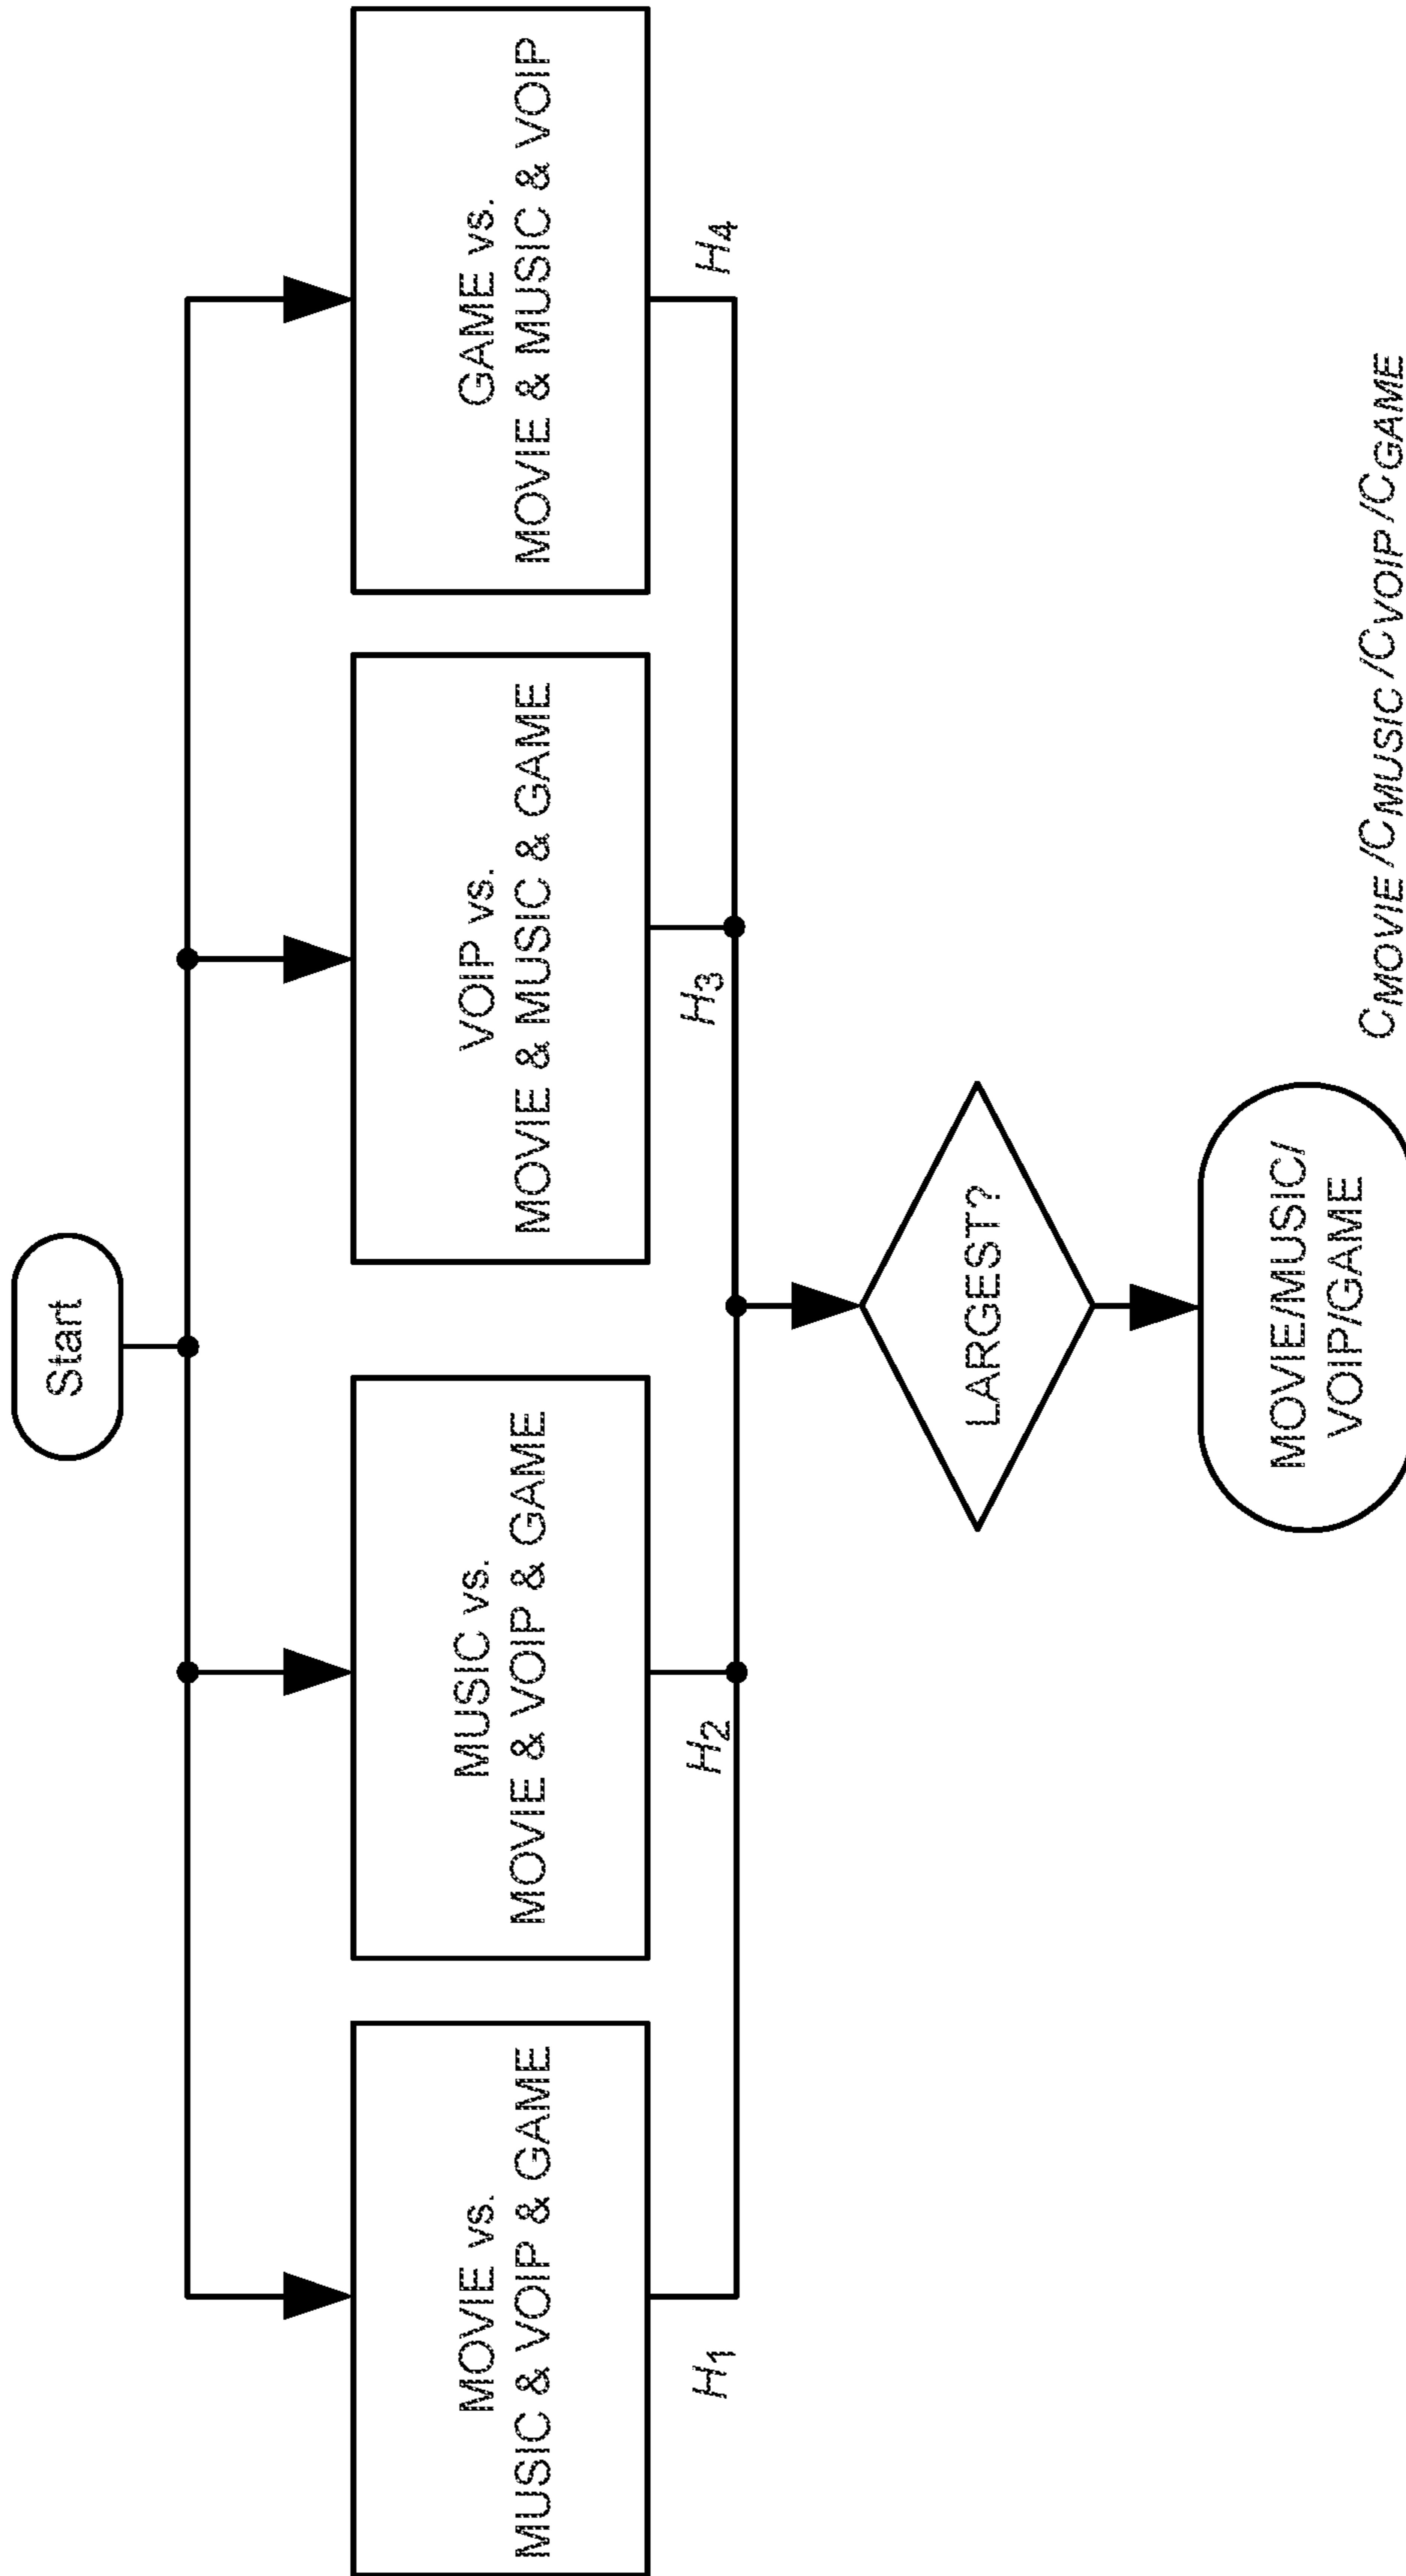 Start
MOVIE vs.
MUSIC & VOIP & GAME
MUSIC vs.
MOVIE & VOIP & GAME
VOIP vs.
MOVIE & MUSIC & GAME
GAME vs.
MOVIE & MUSIC & VOIP
H1
H2
H3
H4
LARGEST?
MOVIE/MUSIC/
VOIP/GAME
CMOVIE/CMUSIC/CVOIP/CGAME